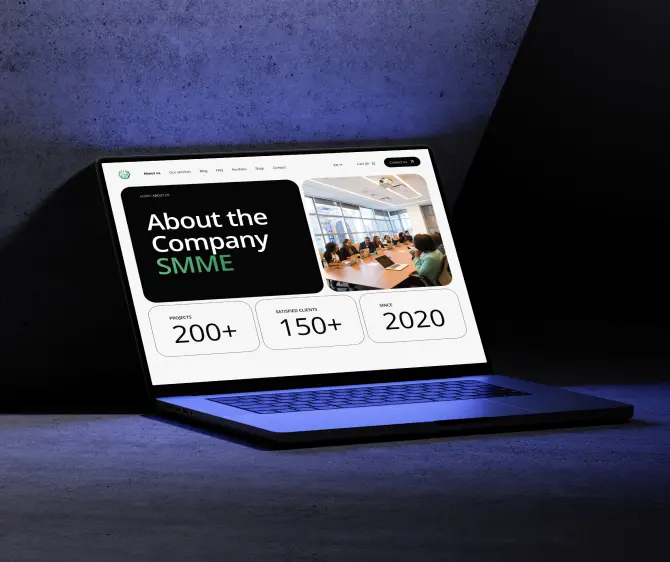 About us Our services Blog FAQ Portfolio Shop Contact
EN
Cart (0)
Contact us
HOME / ABOUT US
About the
Company
SMME
PROJECTS
200+
SATISFIED CLIENTS
150+
SINCE
2020